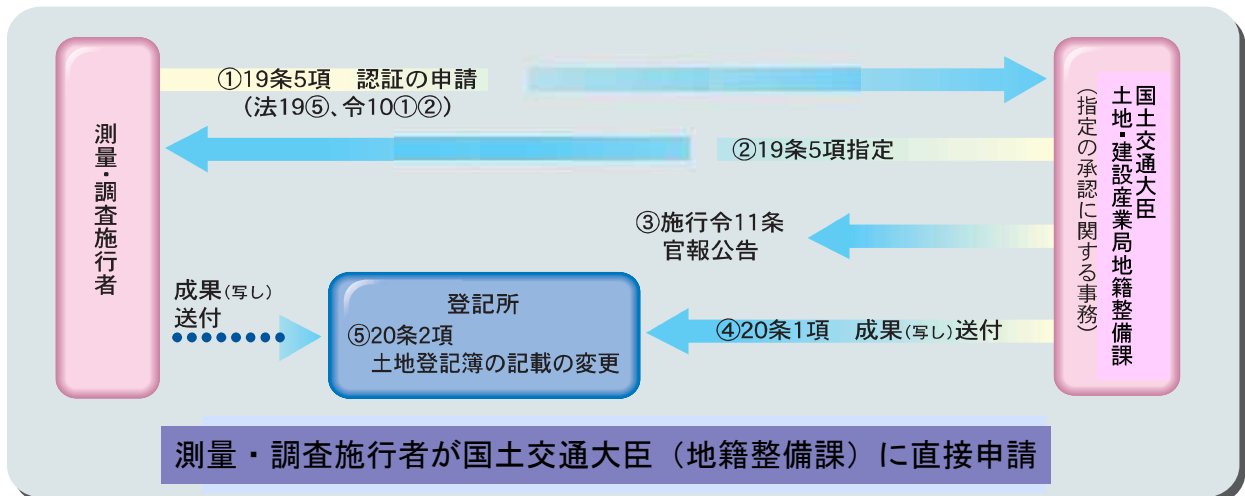 測量・調査施行者
①19条5項　認証の申請
（法19⑤、令10①②）
②19条5項指定
③施行令11条
官報公告
成果(写し)
送付
登記所
⑤20条2項
土地登記簿の記載の変更
④20条1項　成果(写し)送付
国土交通大臣
土地・建設産業局地籍整備課
（指定の承認に関する事務）
測量・調査施行者が国土交通大臣（地籍整備課）に直接申請